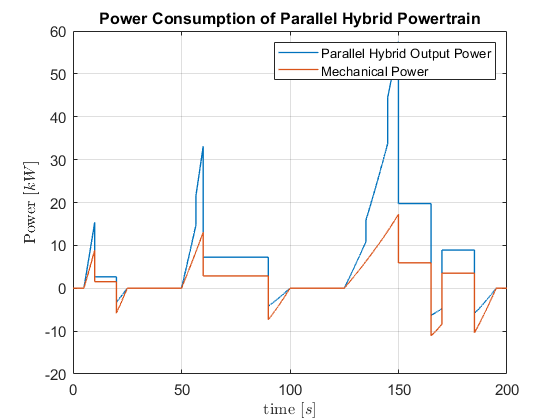 Power Consumption of Parallel Hybrid Powertrain
Parallel Hybrid Output Power
Mechanical Power
60
50
40
30
20
10
0
-10
-20
Power [kW]
0
50
100
150
200
time [s]